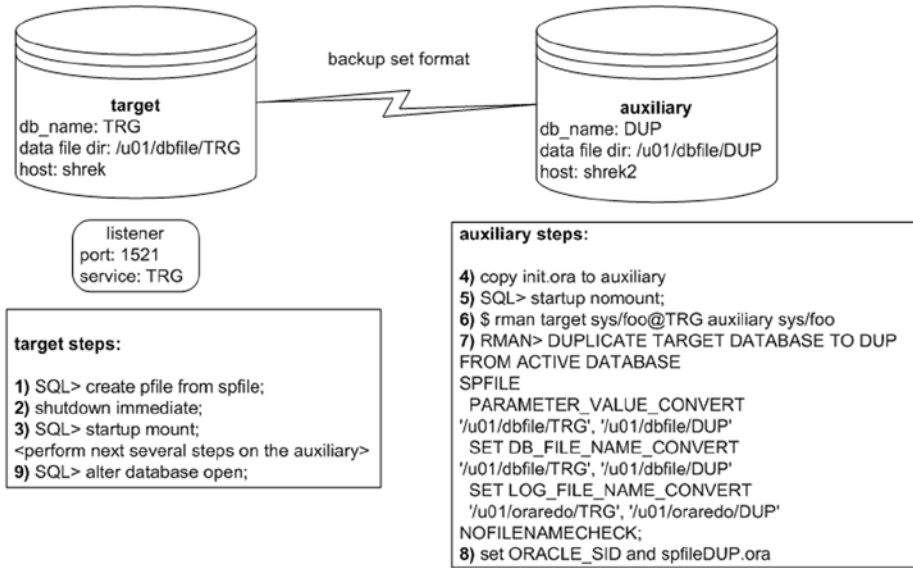 backup set format
target
db_name: TRG
data file dir: /u01/dbfile/TRG
host: shrek
auxiliary
db_name: DUP
data file dir: /u01/dbfile/DUP
host: shrek2
listener
port: 1521
service: TRG
target steps:
1) SQL> create pfile from spfile;
2) shutdown immediate;
3) SQL> startup mount;
<perform next several steps on the auxiliary>
9) SQL> alter database open;
auxiliary steps:
4) copy init.ora to auxiliary
5) SQL> startup nomount;
6) $ rman target sys/foo@TRG auxiliary sys/foo
7) RMAN> DUPLICATE TARGET DATABASE TO DUP
FROM ACTIVE DATABASE
SPFILE
PARAMETER_VALUE_CONVERT
'/u01/dbfile/TRG', '/u01/dbfile/DUP'
SET DB_FILE_NAME_CONVERT
'/u01/dbfile/TRG', '/u01/dbfile/DUP'
SET LOG_FILE_NAME_CONVERT
'/u01/oraredo/TRG', '/u01/oraredo/DUP'
NOFILENAMECHECK;
8) set ORACLE_SID and spfileDUP.ora